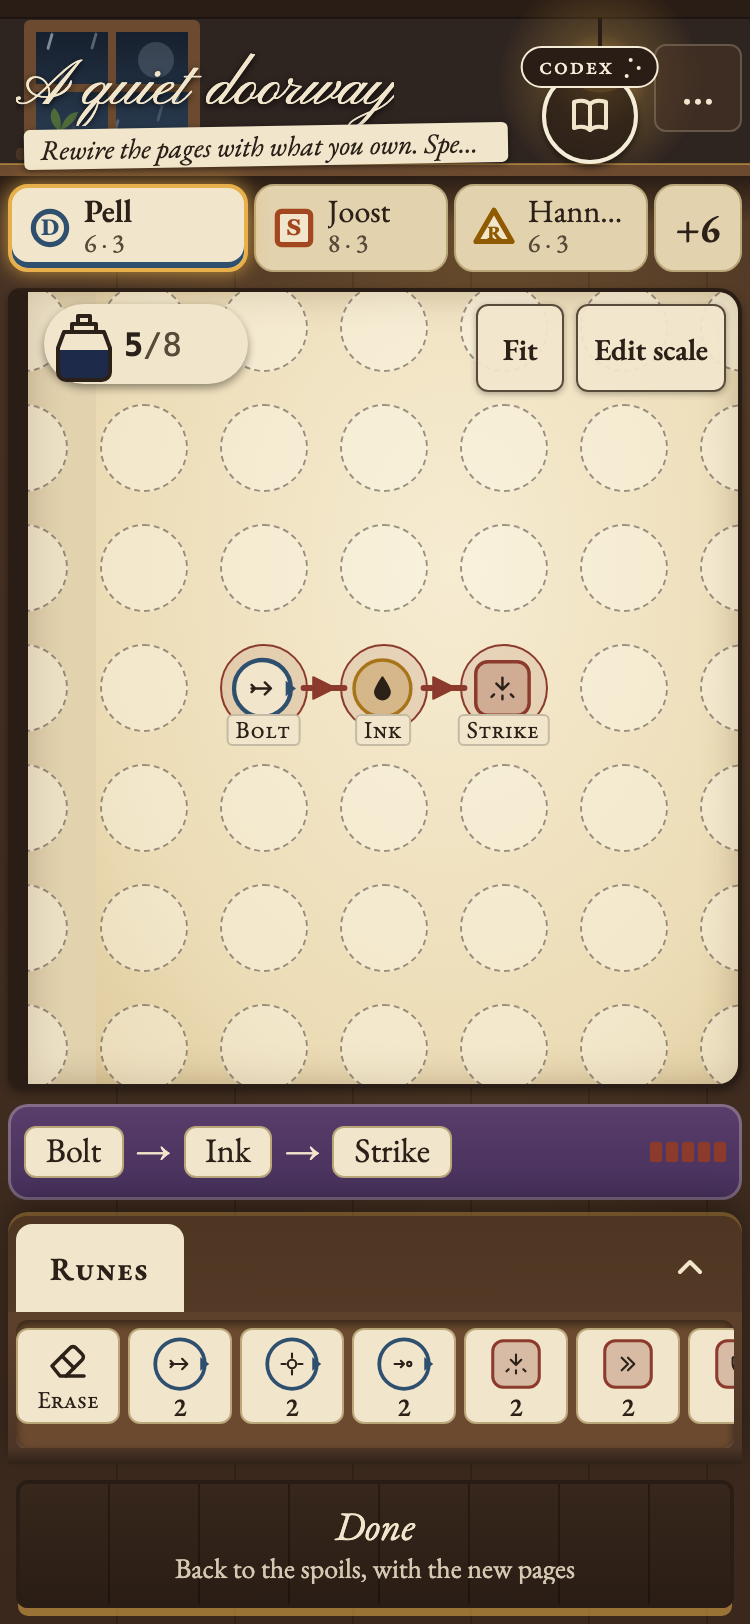 A quiet doorway
CODEX
...
Rewire the pages with what you own. Spe...
D
Pell
6·3
S
Joost
8·3
R
Hann...
6·3
+6
5/8
Fit
Edit scale
BOLT
INK
STRIKE
Bolt → Ink → Strike
RUNES
ERASE
2
2
2
2
2
Done
Back to the spoils, with the new pages